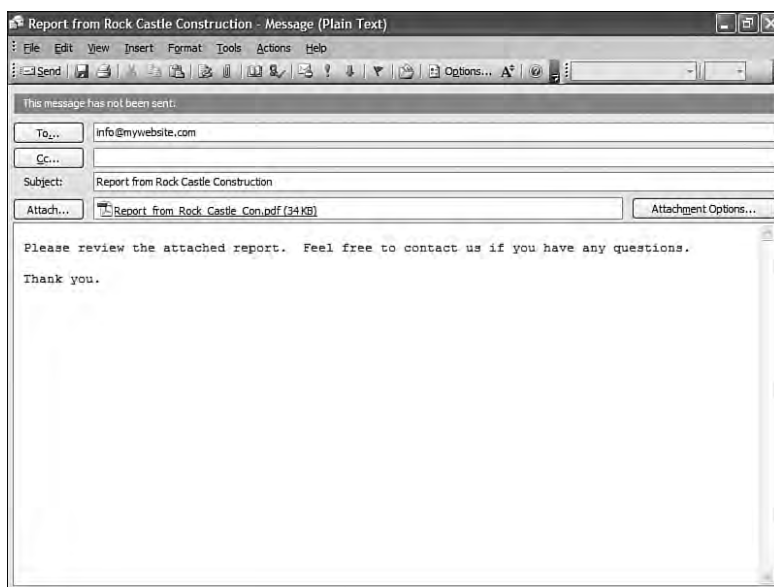 Report from Rock Castle Construction - Message (Plain Text)
File Edit View Insert Format Tools Actions Help
Send Options...
This message has not been sent.
To... info@mywebsite.com
Cc...
Subject: Report from Rock Castle Construction
Attach... Report_from_Rock_Castle_Con.pdf (34 KB) Attachment Options...
Please review the attached report. Feel free to contact us if you have any questions.
Thank you.